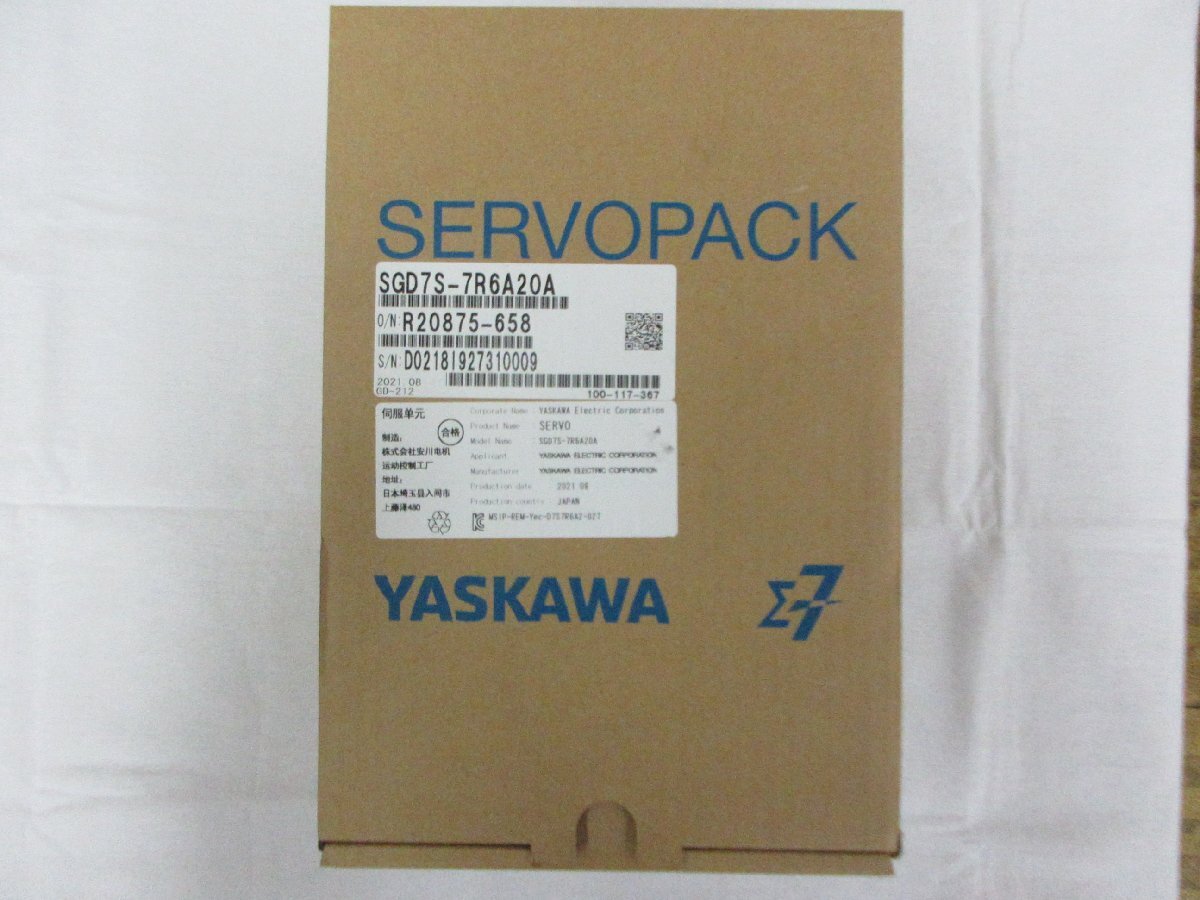 SERVOPACK
SGD7S-7R6A20A
O/N: R20875-658
S/N: D0218I927310009
2021.08
GD-212
100-117-367
伺服单元
合格
制造:
株式会社安川电机
运动控制工厂
地址:
日本埼玉县入间市
上藤泽480
Corporate Name : YASKAWA Electric Corporation
Product Name : SERVO
Model Name : SGD7S-7R6A20A
Applicant YASKAWA ELECTRIC CORPORATION
Manufacturer YASKAWA ELECTRIC CORPORATION
Production date : 2021.08
Production country : JAPAN
YASKAWA
Σ7